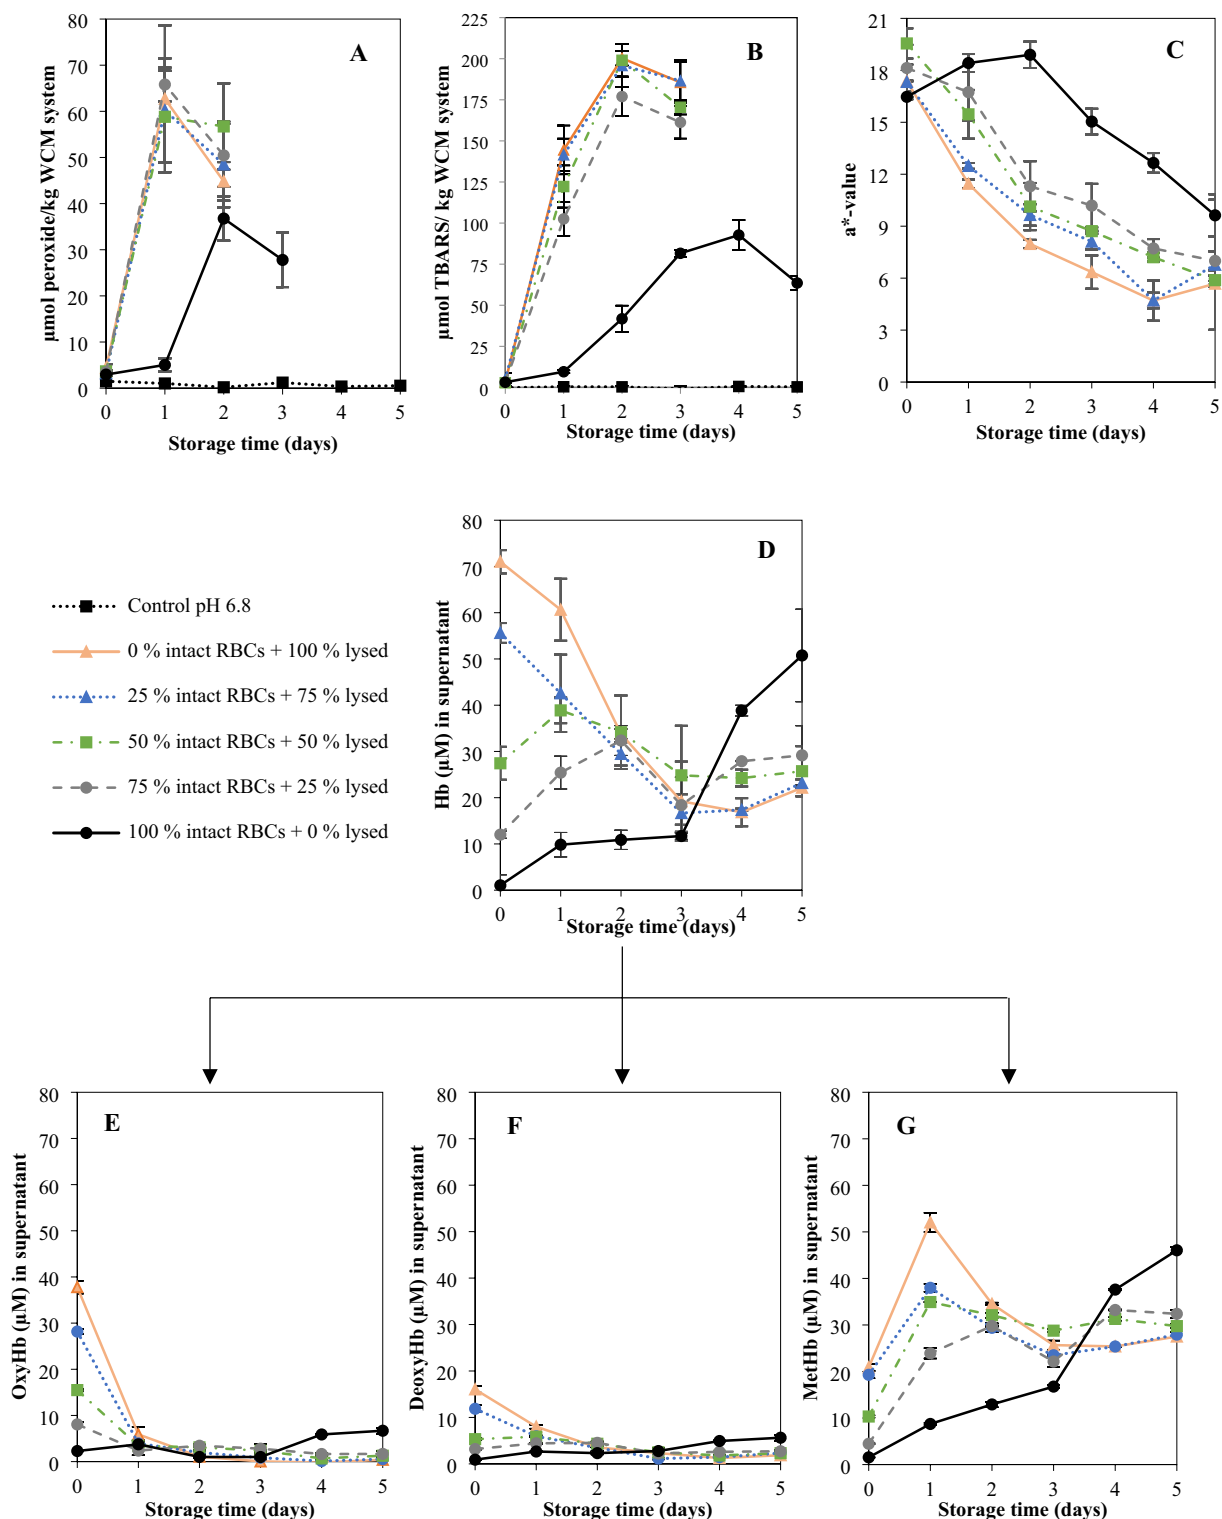 A
80
70
60
50
40
30
20
10
0
0 1 2 3 4 5
µmol peroxide/kg WCM system
Storage time (days)
B
225
200
175
150
125
100
75
50
25
0
0 1 2 3 4 5
µmol TBARS/ kg WCM system
Storage time (days)
C
21
18
15
12
9
6
3
0
0 1 2 3 4 5
a*-value
Storage time (days)
Control pH 6.8
0 % intact RBCs + 100 % lysed
25 % intact RBCs + 75 % lysed
50 % intact RBCs + 50 % lysed
75 % intact RBCs + 25 % lysed
100 % intact RBCs + 0 % lysed
D
80
70
60
50
40
30
20
10
0
0 1 2 3 4 5
Hb (µM) in supernatant
Storage time (days)
E
80
70
60
50
40
30
20
10
0
0 1 2 3 4 5
OxyHb (µM) in supernatant
Storage time (days)
F
80
70
60
50
40
30
20
10
0
0 1 2 3 4 5
DeoxyHb (µM) in supernatant
Storage time (days)
G
80
70
60
50
40
30
20
10
0
0 1 2 3 4 5
MetHb (µM) in supernatant
Storage time (days)